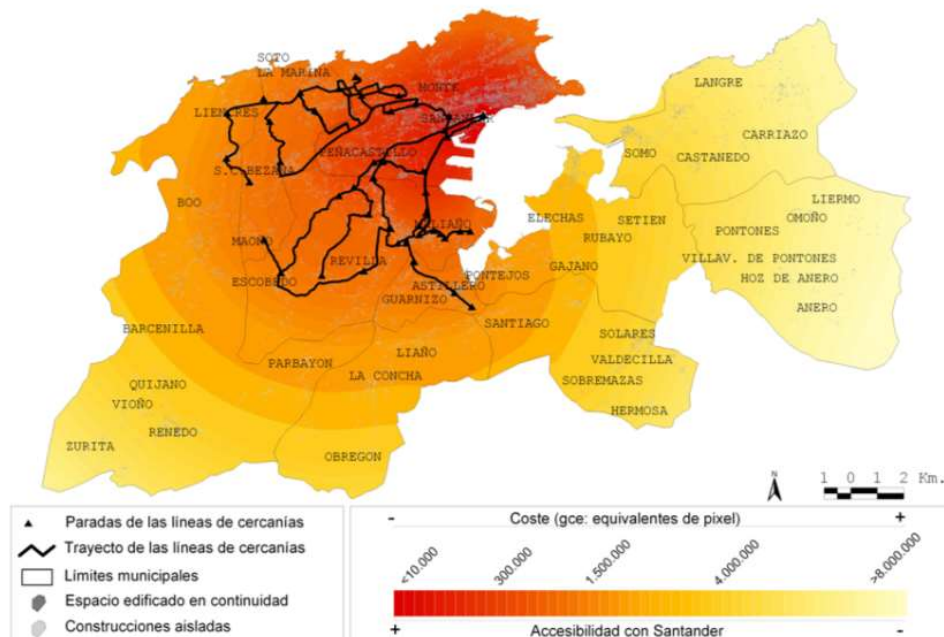 LANGRE
SOTO
LA MARINA
MONTE
CARRIAZO
LIENCRES
SANTANDER
PEÑACASTILLO
SOMO
CASTANEDO
S.C.BEZANA
LIERMO
BOO
ELECHAS
SETIEN
OMOÑO
MALIAÑO
PONTONES
MAOÑO
RUBAYO
REVILLA
VILLAV. DE PONTONES
GAJANO
ESCOBEDO
PONTEJOS
HOZ DE ANERO
ASTILLERO
GUARNIZO
ANERO
BARCENILLA
SANTIAGO
SOLARES
LIAÑO
VALDECILLA
PARBAYON
LA CONCHA
SOBREMAZAS
QUIJANO
VIOÑO
HERMOSA
RENEDO
ZURITA
OBREGON
N
1 0 1 2 Km.
Paradas de las líneas de cercanías
Trayecto de las líneas de cercanías
Límites municipales
Espacio edificado en continuidad
Construcciones aisladas
- Coste (gce: equivalentes de pixel) +
<10.000 300.000 1.500.000 4.000.000 >8.000.000
+ Accesibilidad con Santander -